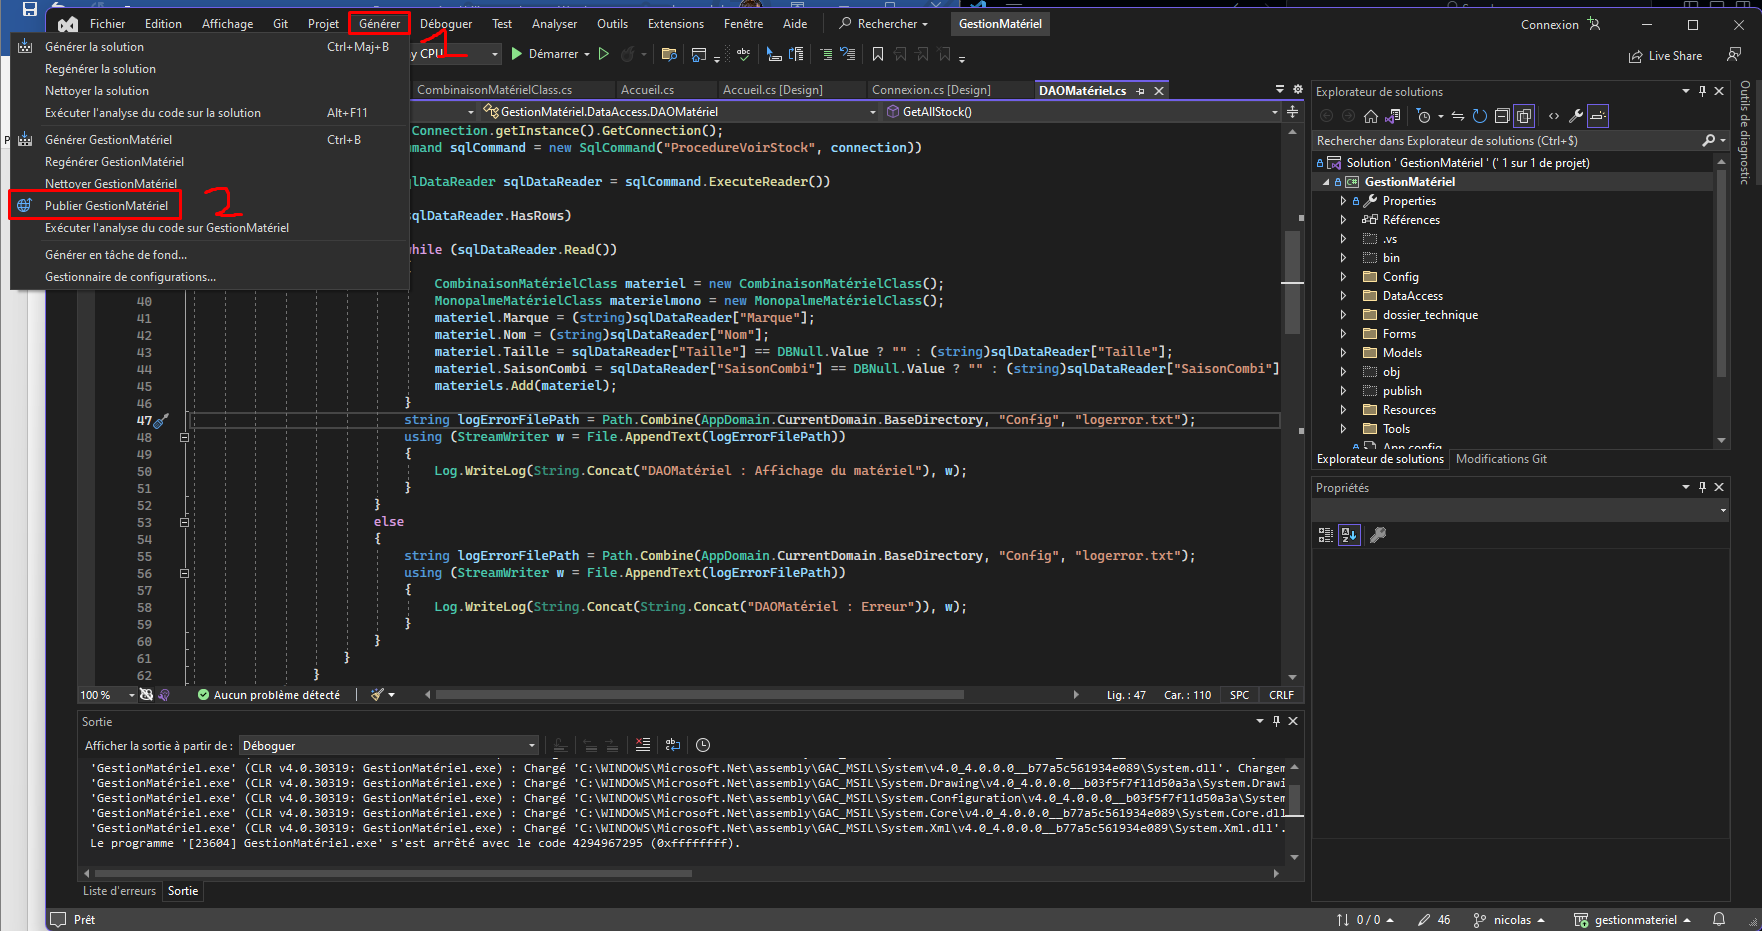 Fichier Edition Affichage Git Projet Générer Déboguer Test Analyser Outils Extensions Fenêtre Aide Rechercher GestionMatériel Connexion
1
Générer la solution Ctrl+Maj+B
Regénérer la solution
Nettoyer la solution
Exécuter l'analyse du code sur la solution Alt+F11
Générer GestionMatériel Ctrl+B
Regénérer GestionMatériel
Nettoyer GestionMatériel
Publier GestionMatériel
2
Exécuter l'analyse du code sur GestionMatériel
Générer en tâche de fond...
Gestionnaire de configurations...
y CPU Démarrer Live Share
CombinaisonMatérielClass.cs Accueil.cs Accueil.cs [Design] Connexion.cs [Design] DAOMatériel.cs
GestionMatériel.DataAccess.DAOMatériel GetAllStock()
Connection.getInstance().GetConnection();
mmand sqlCommand = new SqlCommand("ProcedureVoirStock", connection))
qlDataReader sqlDataReader = sqlCommand.ExecuteReader())
sqlDataReader.HasRows)
while (sqlDataReader.Read())
CombinaisonMatérielClass materiel = new CombinaisonMatérielClass();
40 MonopalmeMatérielClass materielmono = new MonopalmeMatérielClass();
41 materiel.Marque = (string)sqlDataReader["Marque"];
42 materiel.Nom = (string)sqlDataReader["Nom"];
43 materiel.Taille = sqlDataReader["Taille"] == DBNull.Value ? "" : (string)sqlDataReader["Taille"];
44 materiel.SaisonCombi = sqlDataReader["SaisonCombi"] == DBNull.Value ? "" : (string)sqlDataReader["SaisonCombi"]
45 materiels.Add(materiel);
46 }
47 string logErrorFilePath = Path.Combine(AppDomain.CurrentDomain.BaseDirectory, "Config", "logerror.txt");
48 using (StreamWriter w = File.AppendText(logErrorFilePath))
49 {
50 Log.WriteLog(String.Concat("DAOMatériel : Affichage du matériel"), w);
51 }
52 }
53 else
54 {
55 string logErrorFilePath = Path.Combine(AppDomain.CurrentDomain.BaseDirectory, "Config", "logerror.txt");
56 using (StreamWriter w = File.AppendText(logErrorFilePath))
57 {
58 Log.WriteLog(String.Concat(String.Concat("DAOMatériel : Erreur")), w);
59 }
60 }
61 }
62 }
100 % Aucun problème détecté Lig. : 47 Car. : 110 SPC CRLF
Sortie
Afficher la sortie à partir de : Déboguer
'GestionMatériel.exe' (CLR v4.0.30319: GestionMatériel.exe) : Chargé 'C:\WINDOWS\Microsoft.Net\assembly\GAC_MSIL\System\v4.0_4.0.0.0__b77a5c561934e089\System.dll'. Chargem
'GestionMatériel.exe' (CLR v4.0.30319: GestionMatériel.exe) : Chargé 'C:\WINDOWS\Microsoft.Net\assembly\GAC_MSIL\System.Drawing\v4.0_4.0.0.0__b03f5f7f11d50a3a\System.Drawi
'GestionMatériel.exe' (CLR v4.0.30319: GestionMatériel.exe) : Chargé 'C:\WINDOWS\Microsoft.Net\assembly\GAC_MSIL\System.Configuration\v4.0_4.0.0.0__b03f5f7f11d50a3a\System
'GestionMatériel.exe' (CLR v4.0.30319: GestionMatériel.exe) : Chargé 'C:\WINDOWS\Microsoft.Net\assembly\GAC_MSIL\System.Core\v4.0_4.0.0.0__b77a5c561934e089\System.Core.dll
'GestionMatériel.exe' (CLR v4.0.30319: GestionMatériel.exe) : Chargé 'C:\WINDOWS\Microsoft.Net\assembly\GAC_MSIL\System.Xml\v4.0_4.0.0.0__b77a5c561934e089\System.Xml.dll'.
Le programme '[23604] GestionMatériel.exe' s'est arrêté avec le code 4294967295 (0xffffffff).
Liste d'erreurs Sortie
Explorateur de solutions
Rechercher dans Explorateur de solutions (Ctrl+$)
Solution ' GestionMatériel ' (' 1 sur 1 de projet)
GestionMatériel
Properties
Références
.vs
bin
Config
DataAccess
dossier_technique
Forms
Models
obj
publish
Resources
Tools
App.config
Explorateur de solutions Modifications Git
Propriétés
Outils de diagnostic
Prêt 0 / 0 46 nicolas gestionmateriel